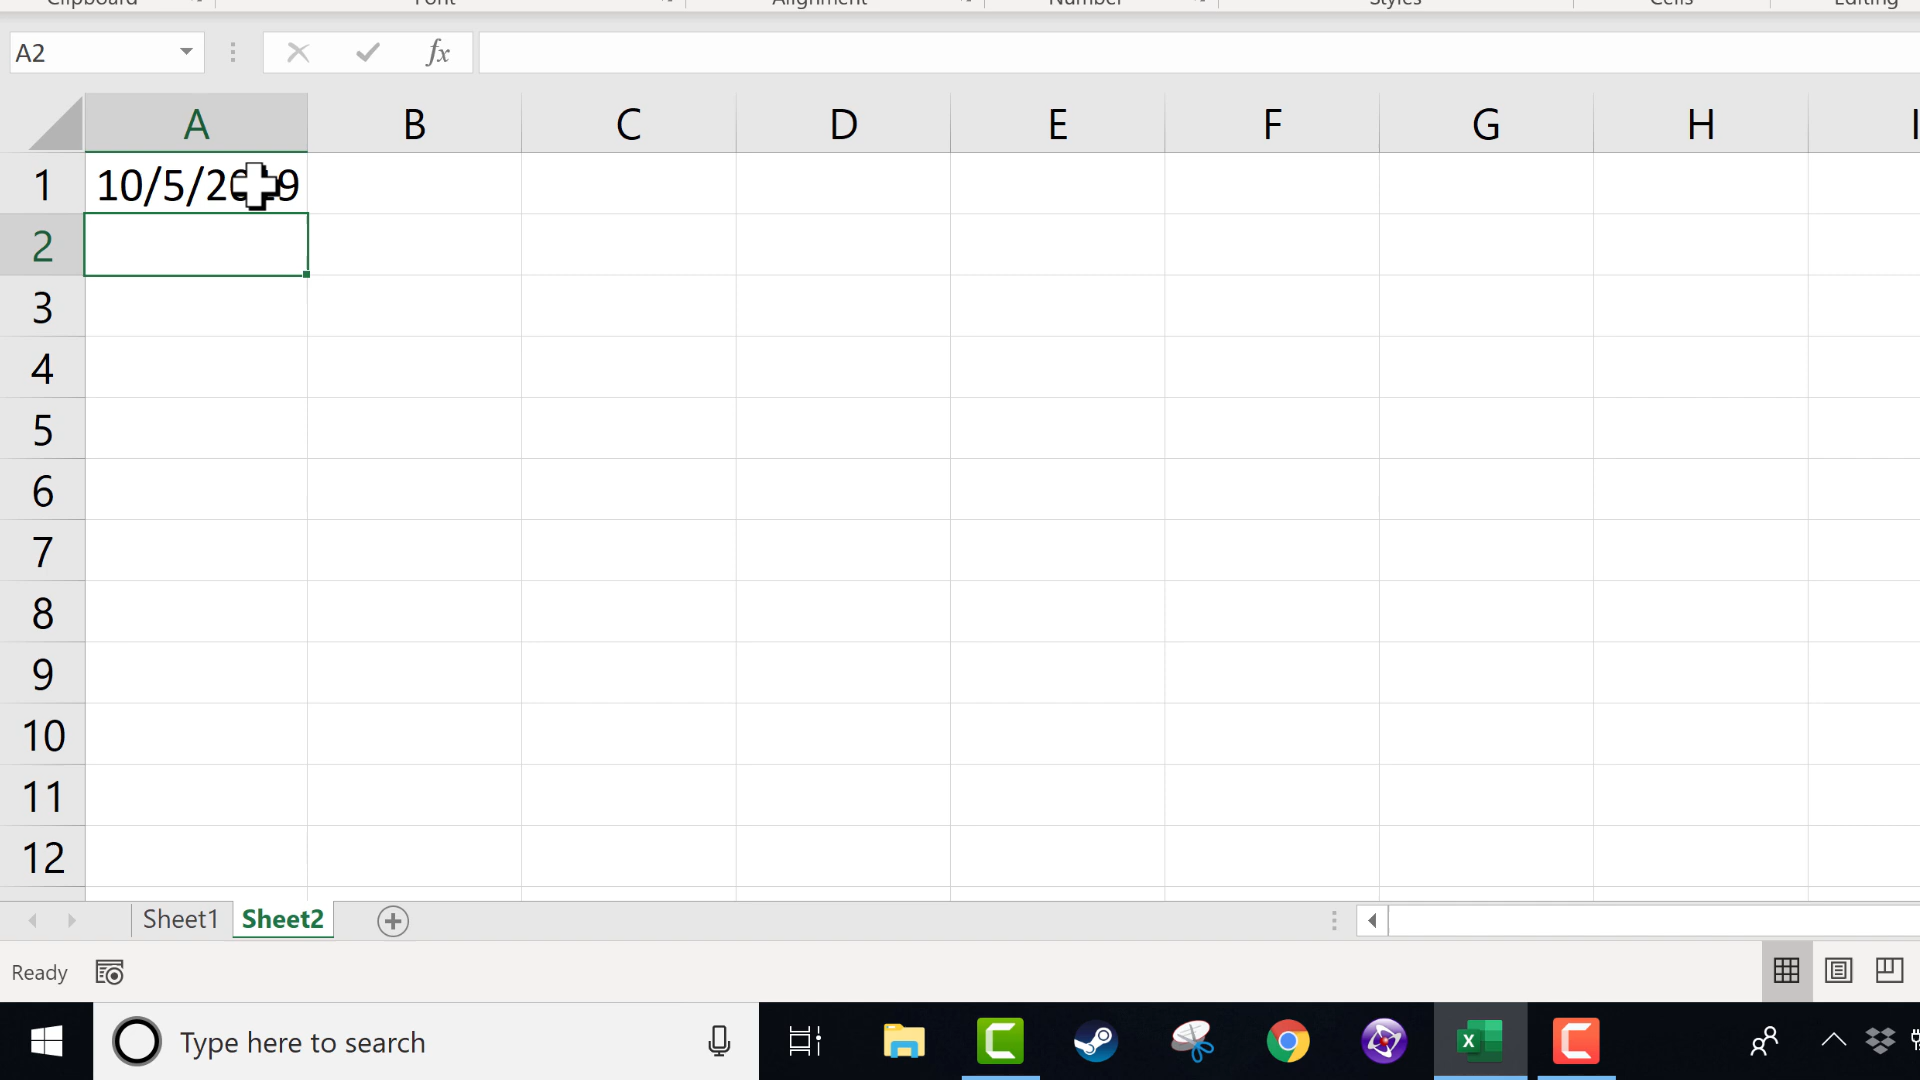 Clipboard Font Alignment Number Styles Cells Editing
A2 fx
A B C D E F G H I
1 10/5/2019
2
3
4
5
6
7
8
9
10
11
12
Sheet1 Sheet2
Ready
Type here to search